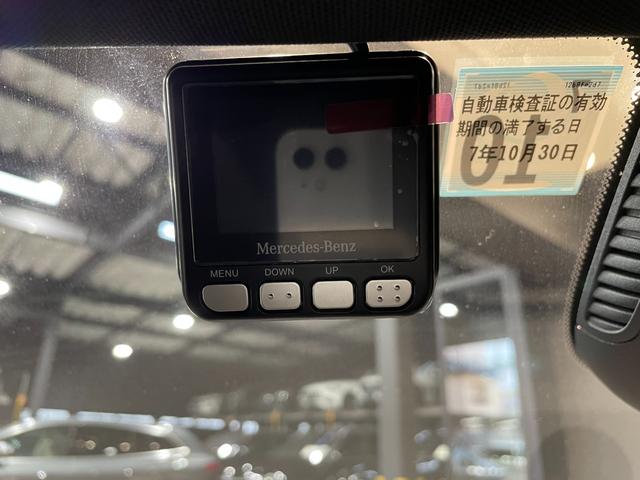 自動車検査証の有効
期間の満了する日
7年10月30日
Mercedes-Benz
MENU DOWN UP OK